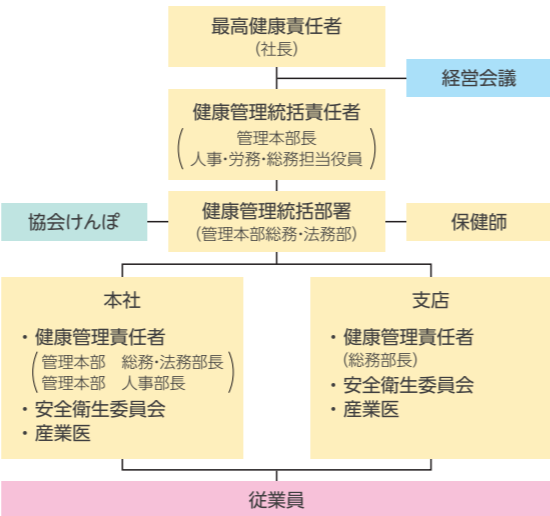 最高健康責任者
(社長)
経営会議
健康管理統括責任者
(管理本部長
人事・労務・総務担当役員)
協会けんぽ
健康管理統括部署
(管理本部総務・法務部)
保健師
本社
・健康管理責任者
(管理本部　総務・法務部長
管理本部　人事部長)
・安全衛生委員会
・産業医
支店
・健康管理責任者
(総務部長)
・安全衛生委員会
・産業医
従業員